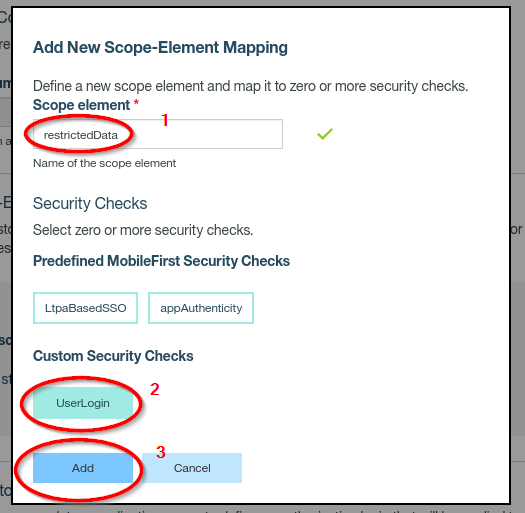 Add New Scope-Element Mapping
Define a new scope element and map it to zero or more security checks.
Scope element *
1
restrictedData
Name of the scope element
Security Checks
Select zero or more security checks.
Predefined MobileFirst Security Checks
LtpaBasedSSO appAuthenticity
Custom Security Checks
2
UserLogin
3
Add Cancel